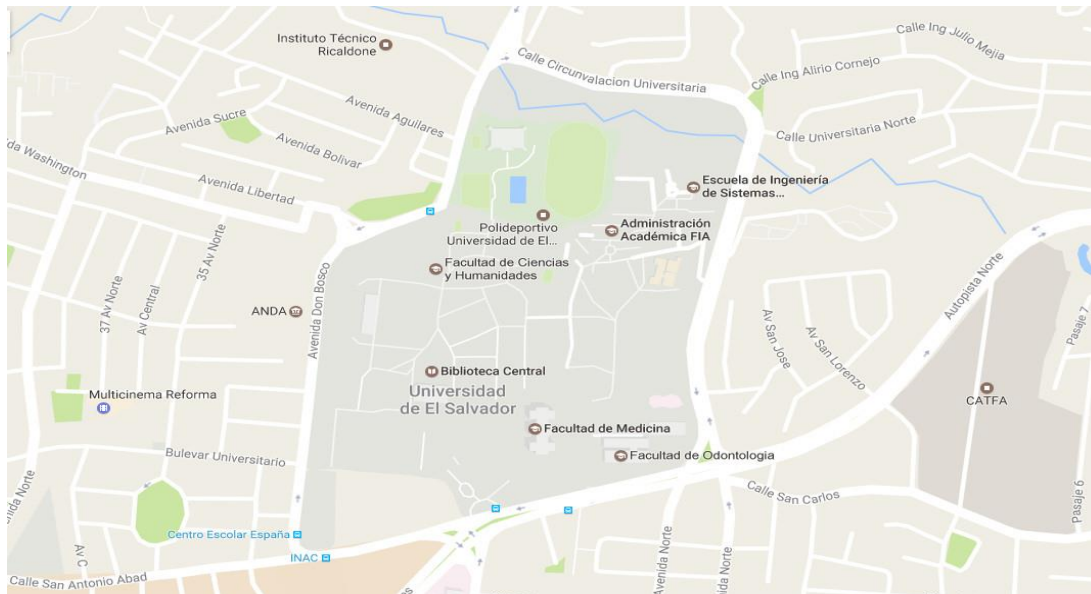 Instituto Técnico
Ricaldone
Calle Circunvalacion Universitaria
Calle Ing Julio Mejia
Calle Ing Alirio Cornejo
Calle Universitaria Norte
Avenida Sucre
Avenida Aguilares
Avenida Bolivar
Washington
Avenida Libertad
Escuela de Ingeniería
de Sistemas...
Polideportivo
Universidad de El...
Administración
Académica FIA
Facultad de Ciencias
y Humanidades
35 Av Norte
37 Av Norte
Av Central
ANDA
Avenida Don Bosco
Autopista Norte
Av San Jose
Av San Lorenzo
Pasaje 7
Biblioteca Central
Universidad
de El Salvador
Multicinema Reforma
CATFA
Facultad de Medicina
Facultad de Odontologia
Bulevar Universitario
Calle San Carlos
Pasaje 6
Norte
Centro Escolar España
INAC
Av C
Avenida Norte
Norte
Calle San Antonio Abad